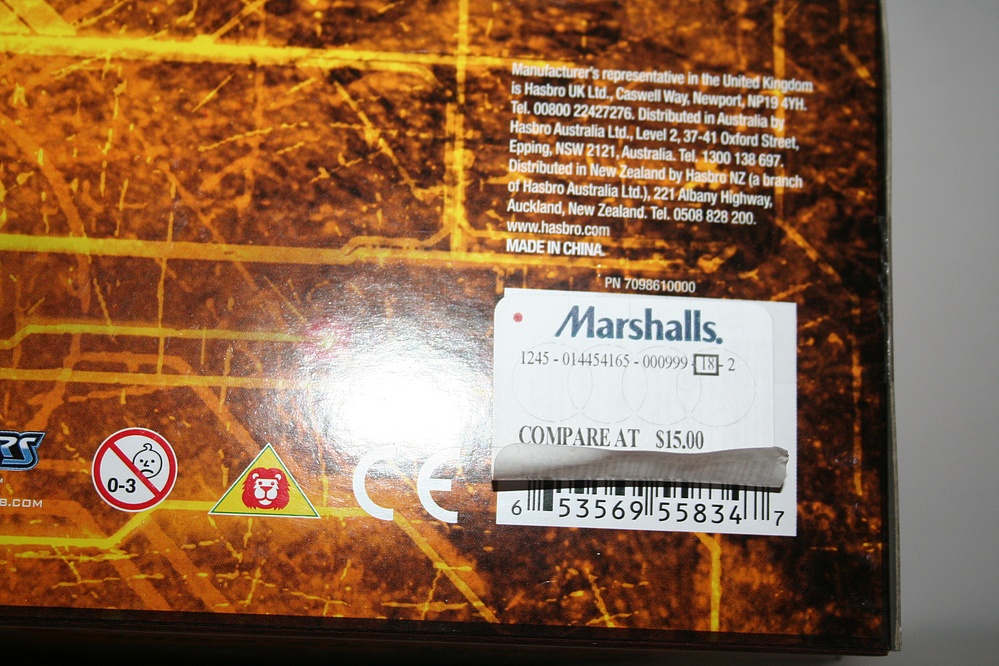 Manufacturer's representative in the United Kingdom
is Hasbro UK Ltd., Caswell Way, Newport, NP19 4YH.
Tel. 00800 22427276. Distributed in Australia by
Hasbro Australia Ltd., Level 2, 37-41 Oxford Street,
Epping, NSW 2121, Australia. Tel. 1300 138 697.
Distributed in New Zealand by Hasbro NZ (a branch
of Hasbro Australia Ltd.), 221 Albany Highway,
Auckland, New Zealand. Tel. 0508 828 200.
www.hasbro.com
MADE IN CHINA.
PN 7098610000
Marshalls.
1245 - 014454165 - 000999 - 18 - 2
COMPARE AT $15.00
6 53569 55834 7
RS
0-3
CE
.COM